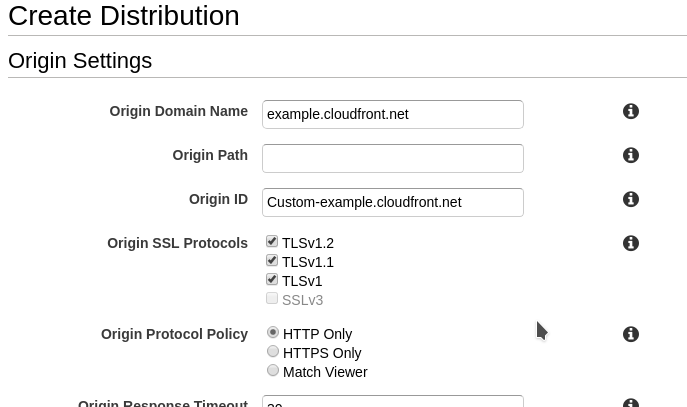 Create Distribution
Origin Settings
Origin Domain Name example.cloudfront.net
Origin Path
Origin ID Custom-example.cloudfront.net
Origin SSL Protocols TLSv1.2
TLSv1.1
TLSv1
SSLv3
Origin Protocol Policy HTTP Only
HTTPS Only
Match Viewer
Origin Response Timeout 30